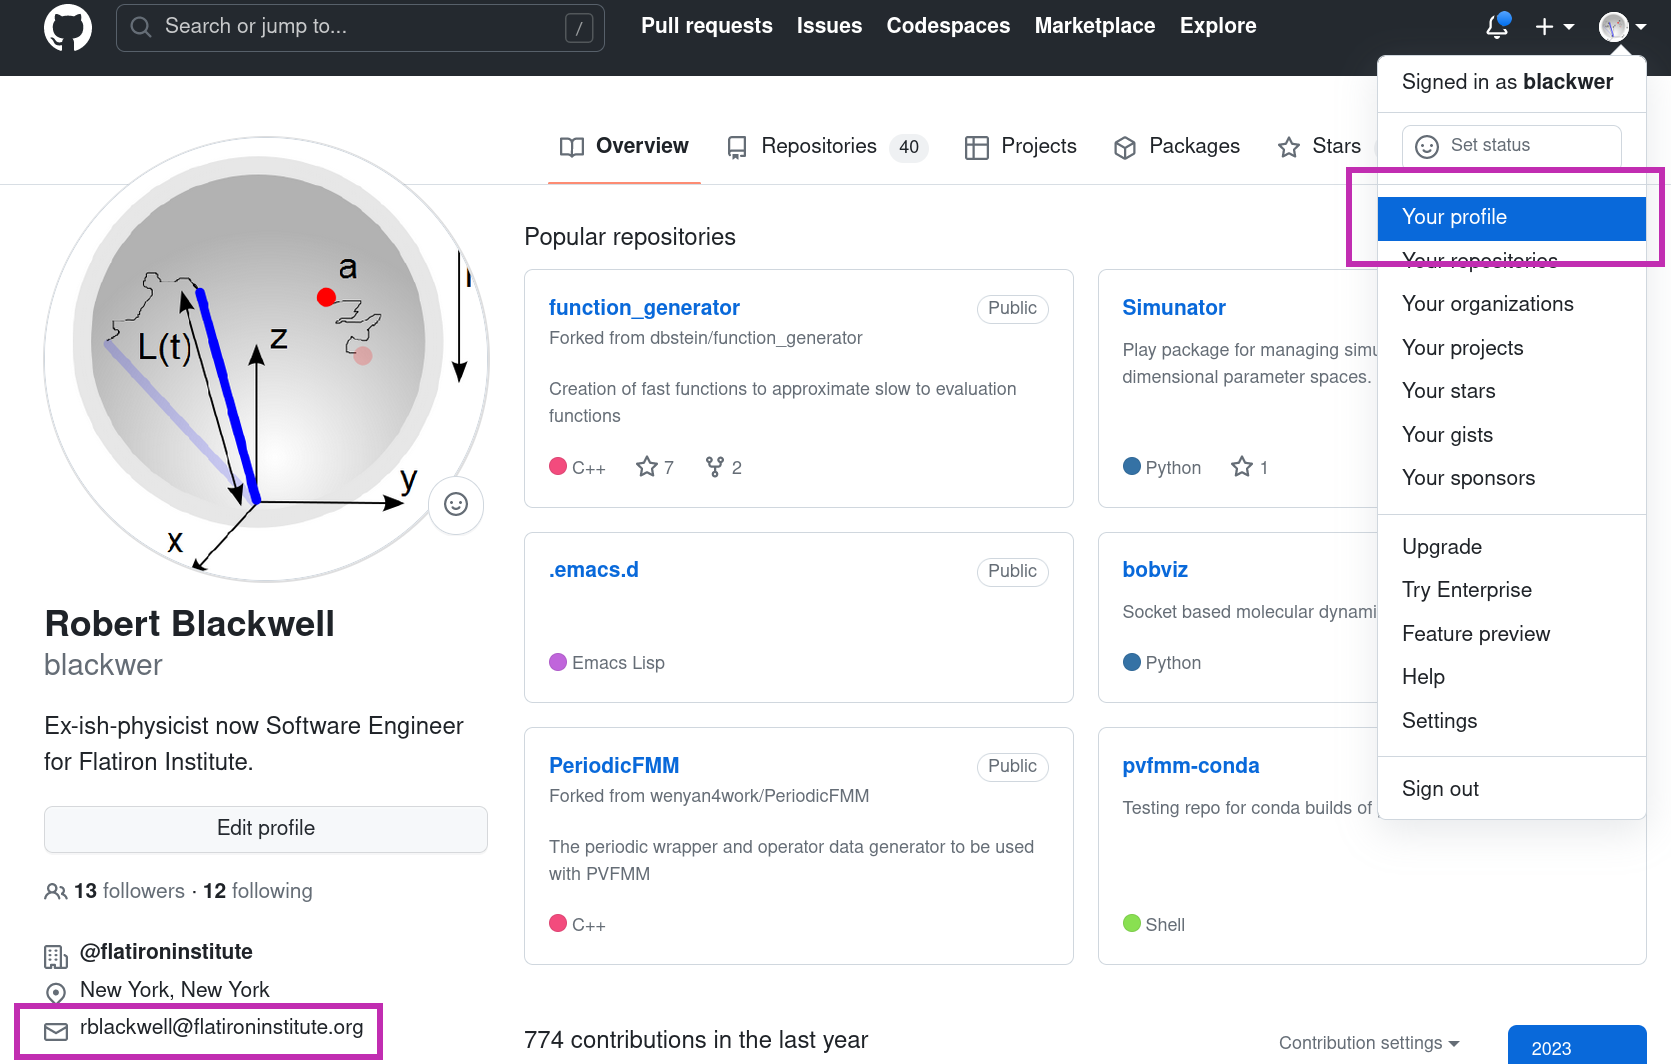 Search or jump to... /
Pull requests Issues Codespaces Marketplace Explore
Signed in as blackwer
Set status
Your profile
Your repositories
Your organizations
Your projects
Your stars
Your gists
Your sponsors
Upgrade
Try Enterprise
Feature preview
Help
Settings
Sign out
Overview Repositories 40 Projects Packages Stars
a
L(t)
z
y
x
Robert Blackwell
blackwer
Ex-ish-physicist now Software Engineer
for Flatiron Institute.
Edit profile
13 followers · 12 following
@flatironinstitute
New York, New York
rblackwell@flatironinstitute.org
Popular repositories
function_generator Public
Forked from dbstein/function_generator
Creation of fast functions to approximate slow to evaluation
functions
C++ 7 2
Simunator
Play package for managing simu
dimensional parameter spaces.
Python 1
.emacs.d Public
Emacs Lisp
bobviz
Socket based molecular dynami
Python
PeriodicFMM Public
Forked from wenyan4work/PeriodicFMM
The periodic wrapper and operator data generator to be used
with PVFMM
C++
pvfmm-conda
Testing repo for conda builds of
Shell
774 contributions in the last year
Contribution settings
2023